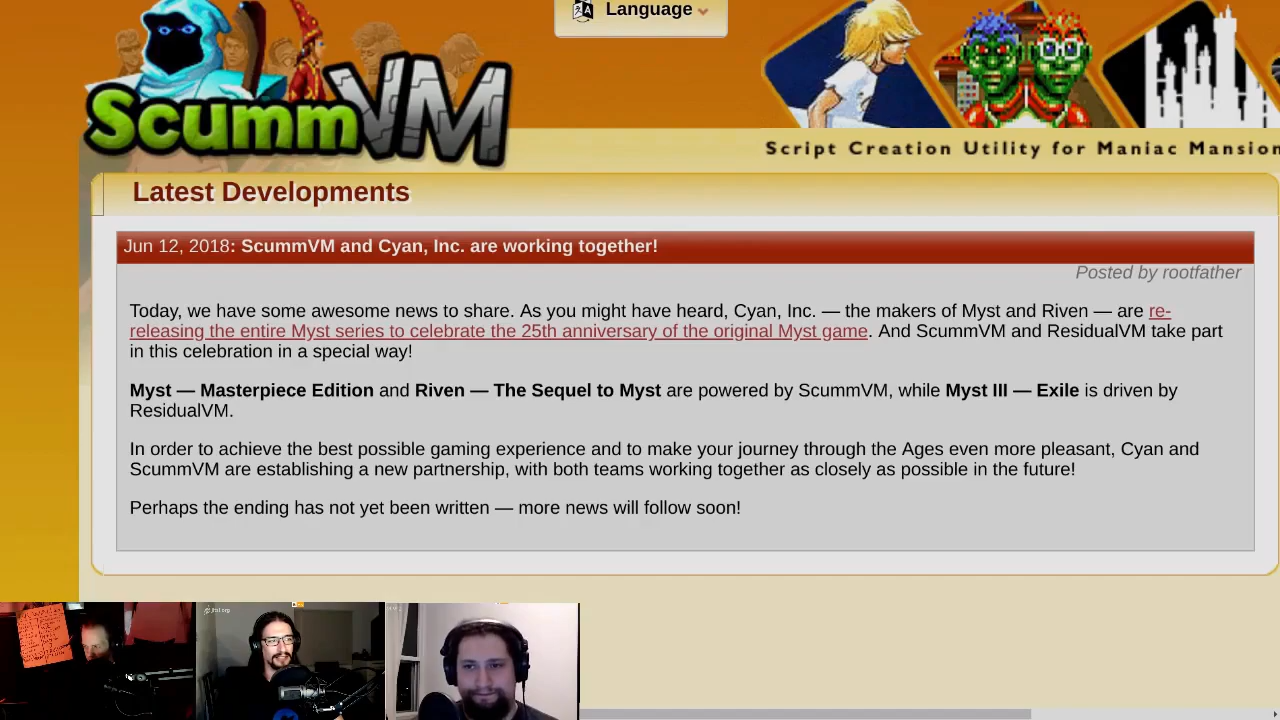 Language
ScummVM
Script Creation Utility for Maniac Mansion
Latest Developments
Jun 12, 2018: ScummVM and Cyan, Inc. are working together!
Posted by rootfather
Today, we have some awesome news to share. As you might have heard, Cyan, Inc. — the makers of Myst and Riven — are re-
releasing the entire Myst series to celebrate the 25th anniversary of the original Myst game. And ScummVM and ResidualVM take part
in this celebration in a special way!
Myst — Masterpiece Edition and Riven — The Sequel to Myst are powered by ScummVM, while Myst III — Exile is driven by
ResidualVM.
In order to achieve the best possible gaming experience and to make your journey through the Ages even more pleasant, Cyan and
ScummVM are establishing a new partnership, with both teams working together as closely as possible in the future!
Perhaps the ending has not yet been written — more news will follow soon!